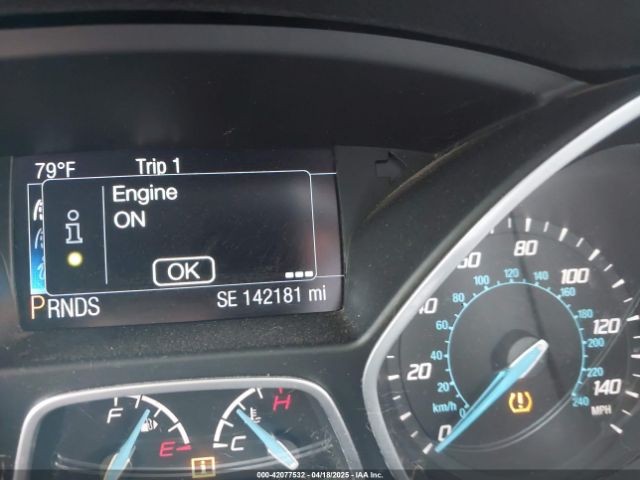 79°F Trip 1
Engine
ON
OK
PRNDS SE 142181 mi
F E
C H
0 20 40 60 80 100 120 140
MPH
0 20 40 60 80 100 120 140 160 180 200 220 240
km/h
000-42077532 - 04/18/2025 - IAA Inc.